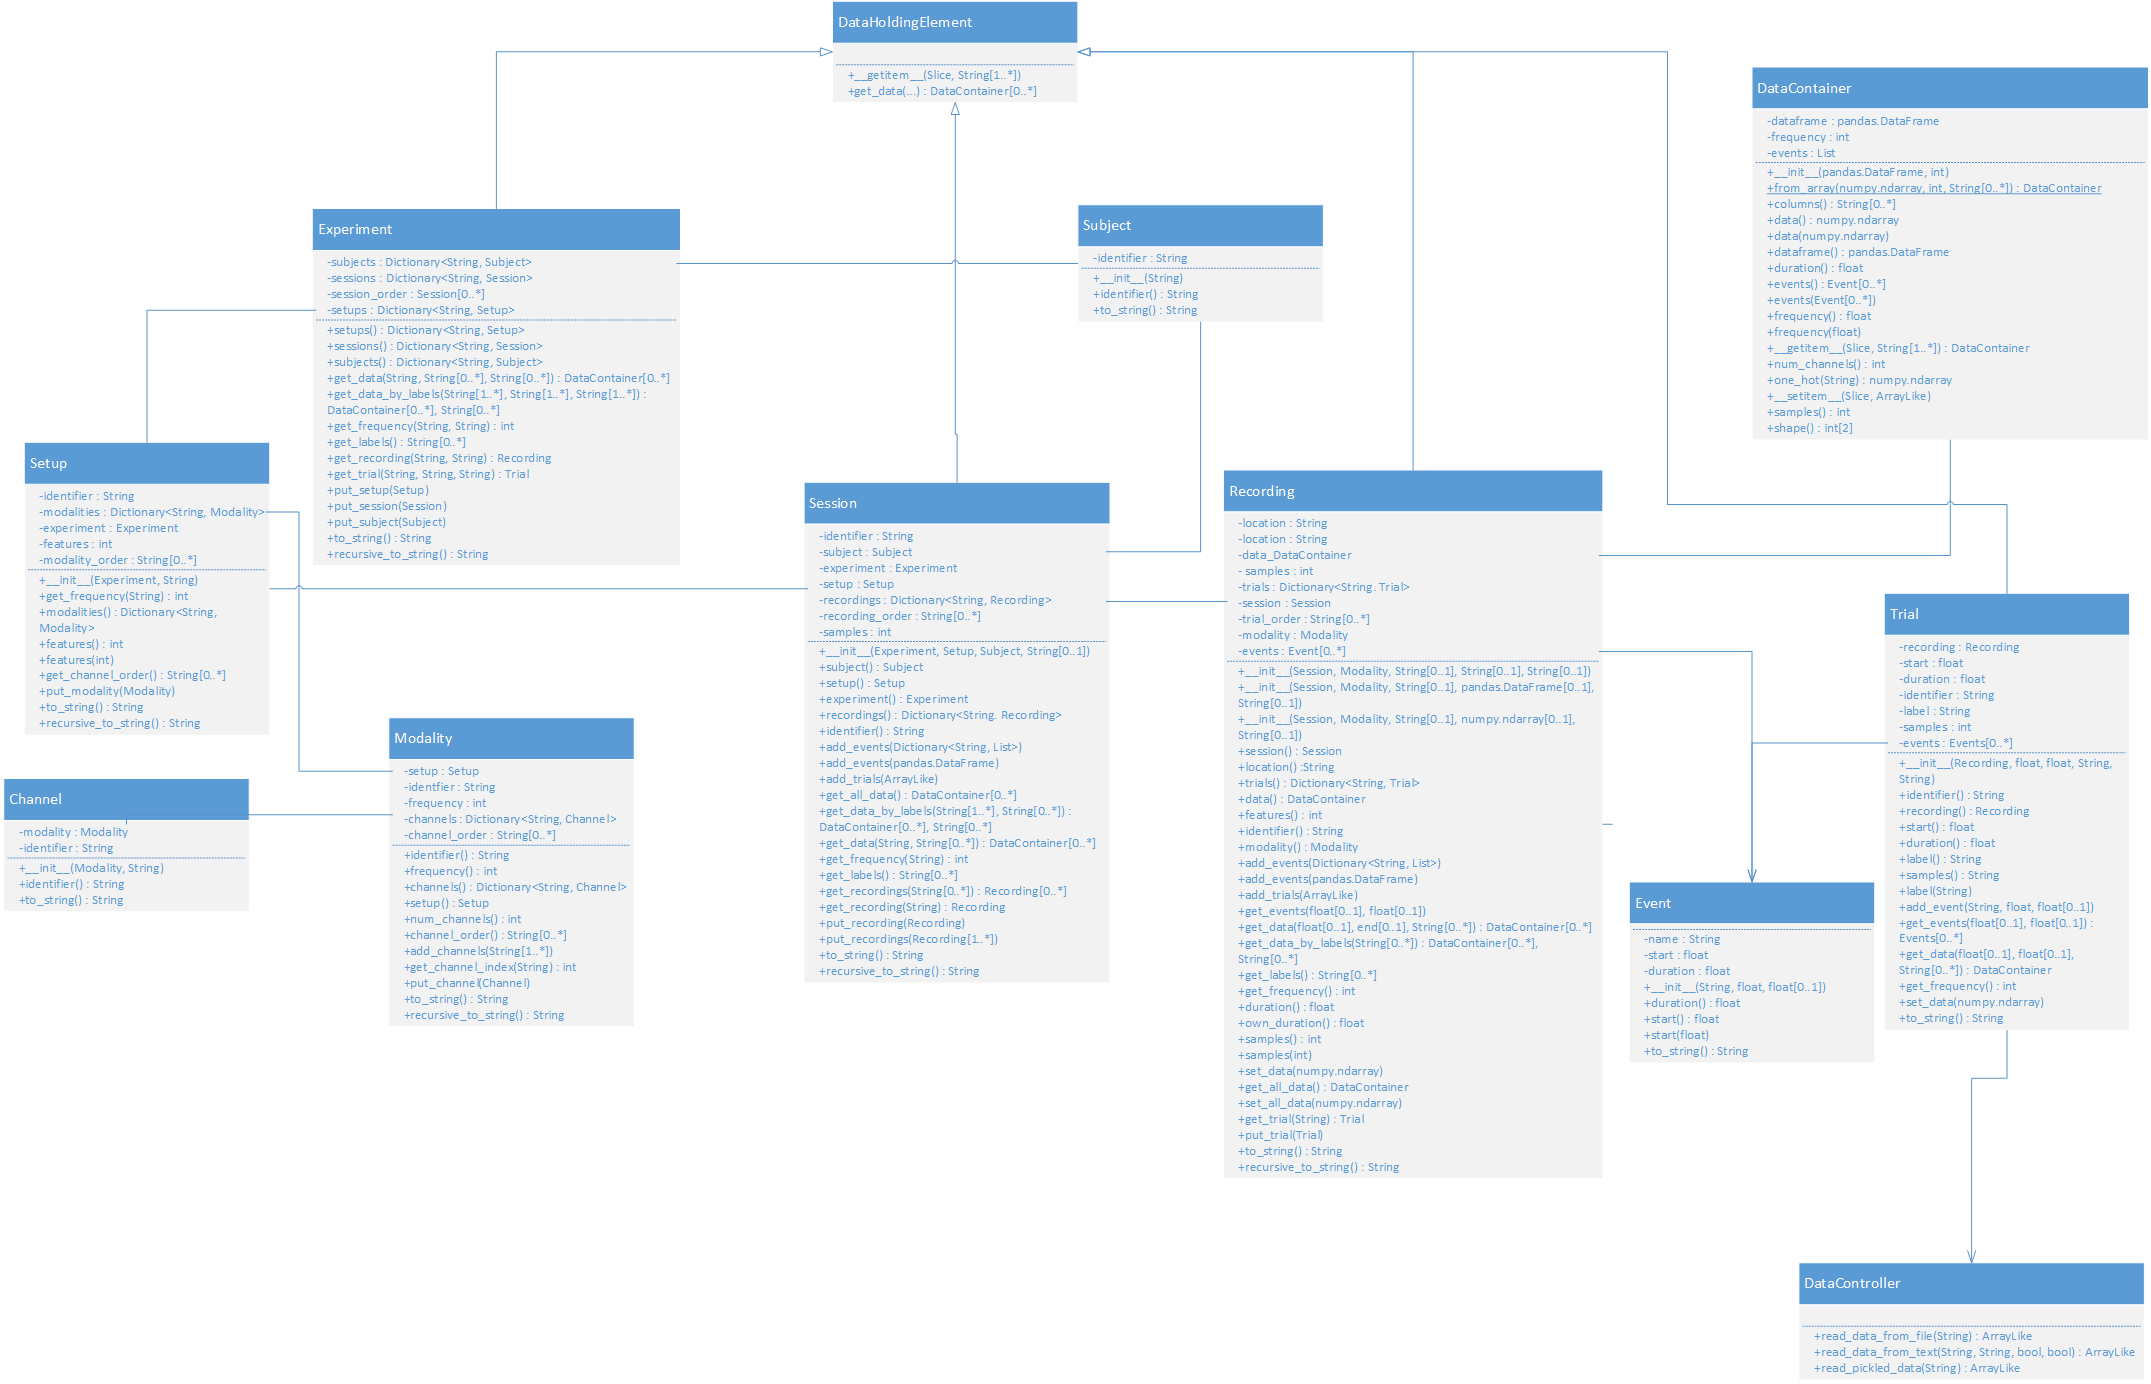 DataHoldingElement
+__getitem__(Slice, String[1..*])
+get_data(...) : DataContainer[0..*]
DataContainer
-dataframe : pandas.DataFrame
-frequency : int
-events : List
+__init__(pandas.DataFrame, int)
+from_array(numpy.ndarray, int, String[0..*]) : DataContainer
+columns() : String[0..*]
+data() : numpy.ndarray
+data(numpy.ndarray)
+dataframe() : pandas.DataFrame
+duration() : float
+events() : Event[0..*]
+events(Event[0..*])
+frequency() : float
+frequency(float)
+__getitem__(Slice, String[1..*]) : DataContainer
+num_channels() : int
+one_hot(String) : numpy.ndarray
+__setitem__(Slice, ArrayLike)
+samples() : int
+shape() : int[2]
Experiment
-subjects : Dictionary<String, Subject>
-sessions : Dictionary<String, Session>
-session_order : Session[0..*]
-setups : Dictionary<String, Setup>
+setups() : Dictionary<String, Setup>
+sessions() : Dictionary<String, Session>
+subjects() : Dictionary<String, Subject>
+get_data(String, String[0..*], String[0..*]) : DataContainer[0..*]
+get_data_by_labels(String[1..*], String[1..*], String[1..*]) :
DataContainer[0..*], String[0..*]
+get_frequency(String, String) : int
+get_labels() : String[0..*]
+get_recording(String, String) : Recording
+get_trial(String, String, String) : Trial
+put_setup(Setup)
+put_session(Session)
+put_subject(Subject)
+to_string() : String
+recursive_to_string() : String
Subject
-identifier : String
+__init__(String)
+identifier() : String
+to_string() : String
Setup
-identifier : String
-modalities : Dictionary<String, Modality>
-experiment : Experiment
-features : int
-modality_order : String[0..*]
+__init__(Experiment, String)
+get_frequency(String) : int
+modalities() : Dictionary<String,
Modality>
+features() : int
+features(int)
+get_channel_order() : String[0..*]
+put_modality(Modality)
+to_string() : String
+recursive_to_string() : String
Session
-identifier : String
-subject : Subject
-experiment : Experiment
-setup : Setup
-recordings : Dictionary<String, Recording>
-recording_order : String[0..*]
-samples : int
+__init__(Experiment, Setup, Subject, String[0..1])
+subject() : Subject
+setup() : Setup
+experiment() : Experiment
+recordings() : Dictionary<String. Recording>
+identifier() : String
+add_events(Dictionary<String, List>)
+add_events(pandas.DataFrame)
+add_trials(ArrayLike)
+get_all_data() : DataContainer[0..*]
+get_data_by_labels(String[1..*], String[0..*]) :
DataContainer[0..*], String[0..*]
+get_data(String, String[0..*]) : DataContainer[0..*]
+get_frequency(String) : int
+get_labels() : String[0..*]
+get_recordings(String[0..*]) : Recording[0..*]
+get_recording(String) : Recording
+put_recording(Recording)
+put_recordings(Recording[1..*])
+to_string() : String
+recursive_to_string() : String
Recording
-location : String
-location : String
-data_DataContainer
- samples : int
-trials : Dictionary<String. Trial>
-session : Session
-trial_order : String[0..*]
-modality : Modality
-events : Event[0..*]
+__init__(Session, Modality, String[0..1], String[0..1], String[0..1])
+__init__(Session, Modality, String[0..1], pandas.DataFrame[0..1],
String[0..1])
+__init__(Session, Modality, String[0..1], numpy.ndarray[0..1],
String[0..1])
+session() : Session
+location() :String
+trials() : Dictionary<String, Trial>
+data() : DataContainer
+features() : int
+identifier() : String
+modality() : Modality
+add_events(Dictionary<String, List>)
+add_events(pandas.DataFrame)
+add_trials(ArrayLike)
+get_events(float[0..1], float[0..1])
+get_data(float[0..1], end[0..1], String[0..*]) : DataContainer[0..*]
+get_data_by_labels(String[0..*]) : DataContainer[0..*],
String[0..*]
+get_labels() : String[0..*]
+get_frequency() : int
+duration() : float
+own_duration() : float
+samples() : int
+samples(int)
+set_data(numpy.ndarray)
+get_all_data() : DataContainer
+set_all_data(numpy.ndarray)
+get_trial(String) : Trial
+put_trial(Trial)
+to_string() : String
+recursive_to_string() : String
Trial
-recording : Recording
-start : float
-duration : float
-identifier : String
-label : String
-samples : int
-events : Events[0..*]
+__init__(Recording, float, float, String,
String)
+identifier() : String
+recording() : Recording
+start() : float
+duration() : float
+label() : String
+samples() : String
+label(String)
+add_event(String, float, float[0..1])
+get_events(float[0..1], float[0..1]) :
Events[0..*]
+get_data(float[0..1], float[0..1],
String[0..*]) : DataContainer
+get_frequency() : int
+set_data(numpy.ndarray)
+to_string() : String
Modality
-setup : Setup
-identfier : String
-frequency : int
-channels : Dictionary<String, Channel>
-channel_order : String[0..*]
+identifier() : String
+frequency() : int
+channels() : Dictionary<String, Channel>
+setup() : Setup
+num_channels() : int
+channel_order() : String[0..*]
+add_channels(String[1..*])
+get_channel_index(String) : int
+put_channel(Channel)
+to_string() : String
+recursive_to_string() : String
Channel
-modality : Modality
-identifier : String
+__init__(Modality, String)
+identifier() : String
+to_string() : String
Event
-name : String
-start : float
-duration : float
+__init__(String, float, float[0..1])
+duration() : float
+start() : float
+start(float)
+to_string() : String
DataController
+read_data_from_file(String) : ArrayLike
+read_data_from_text(String, String, bool, bool) : ArrayLike
+read_pickled_data(String) : ArrayLike